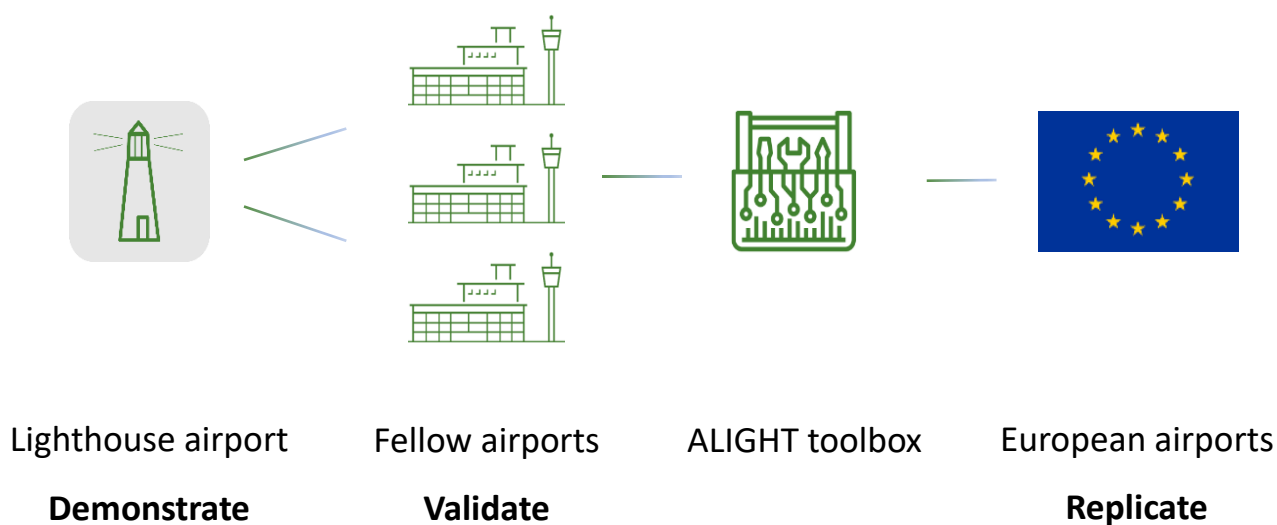 Lighthouse airport
Fellow airports
ALIGHT toolbox
European airports
Demonstrate
Validate
Replicate